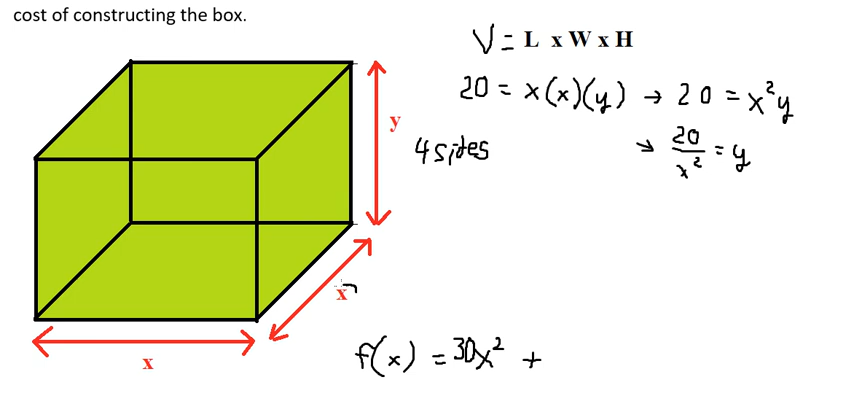 cost of constructing the box.
V = L x W x H
20 = x(x)(y) → 20 = x²y
y
4 sides
→ 20/x² = y
x
x
f(x) = 30x² +